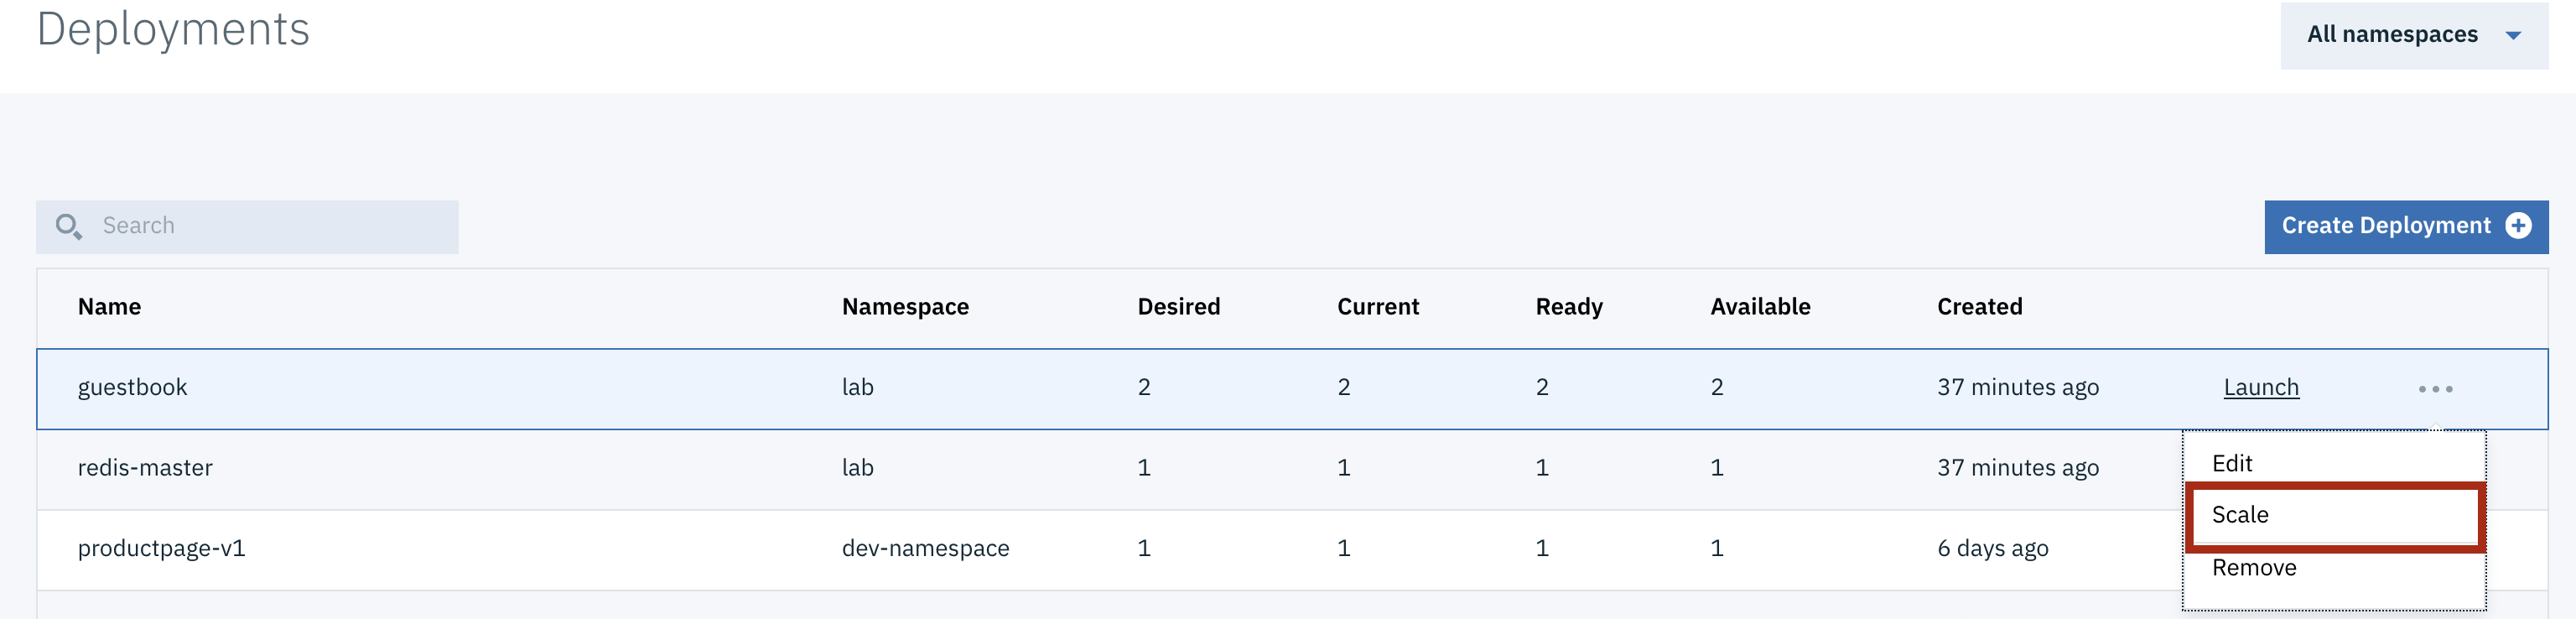 Deployments
All namespaces
Search
Create Deployment
Name Namespace Desired Current Ready Available Created
guestbook lab 2 2 2 2 37 minutes ago Launch
redis-master lab 1 1 1 1 37 minutes ago
Edit
Scale
productpage-v1 dev-namespace 1 1 1 1 6 days ago
Remove